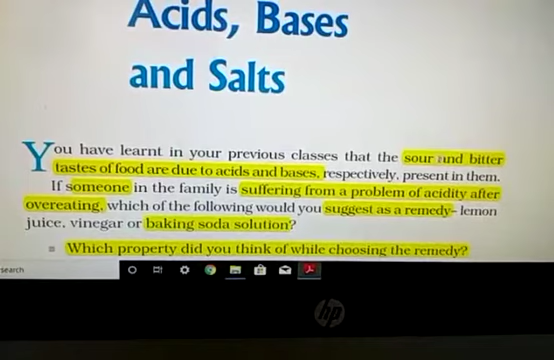 Acids, Bases
and Salts
You have learnt in your previous classes that the sour and bitter
tastes of food are due to acids and bases, respectively, present in them.
If someone in the family is suffering from a problem of acidity after
overeating, which of the following would you suggest as a remedy– lemon
juice, vinegar or baking soda solution?
Which property did you think of while choosing the remedy?
search
hp